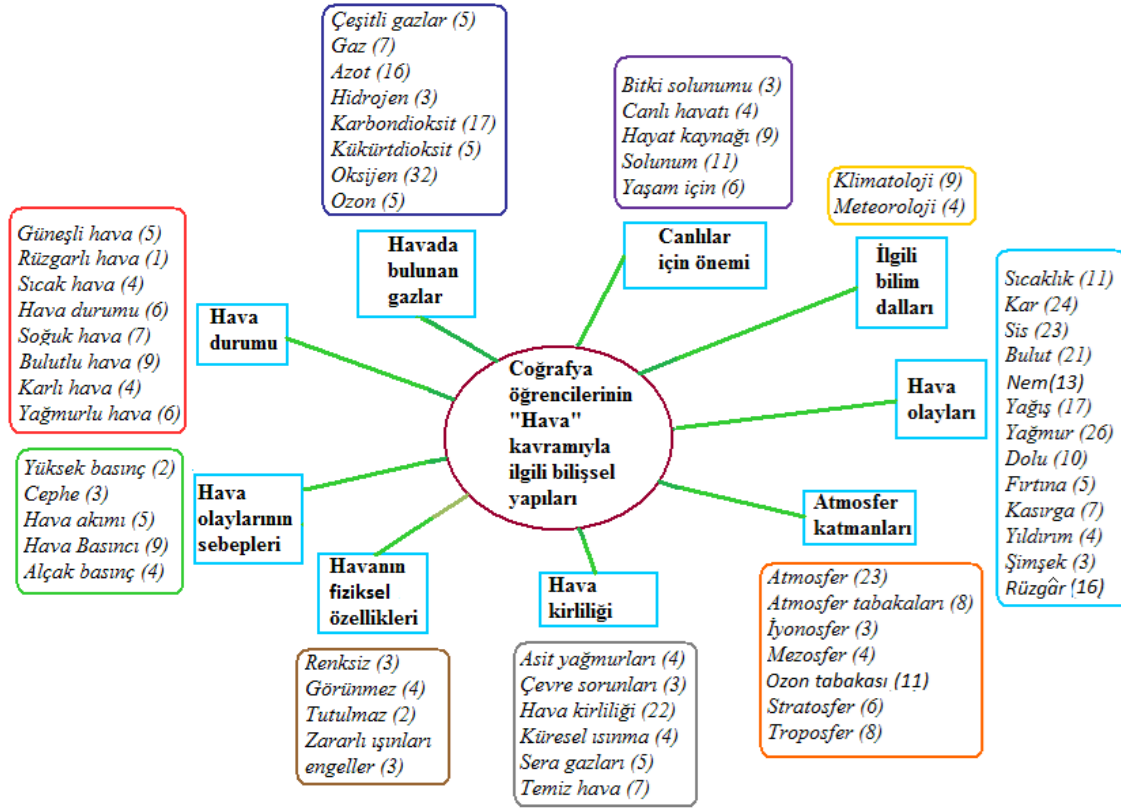 Çeşitli gazlar (5)
Gaz (7)
Azot (16)
Hidrojen (3)
Karbondioksit (17)
Kükürtdioksit (5)
Oksijen (32)
Ozon (5)
Bitki solunumu (3)
Canlı havatı (4)
Hayat kaynağı (9)
Solunum (11)
Yaşam için (6)
Klimatoloji (9)
Meteoroloji (4)
Güneşli hava (5)
Rüzgarlı hava (1)
Sıcak hava (4)
Hava durumu (6)
Soğuk hava (7)
Bulutlu hava (9)
Karlı hava (4)
Yağmurlu hava (6)
Hava
durumu
Havada
bulunan
gazlar
Canlılar
için önemi
İlgili
bilim
dalları
Sıcaklık (11)
Kar (24)
Sis (23)
Bulut (21)
Nem(13)
Yağış (17)
Yağmur (26)
Dolu (10)
Fırtına (5)
Kasırga (7)
Yıldırım (4)
Şimşek (3)
Rüzgâr (16)
Hava
olayları
Coğrafya
öğrencilerinin
"Hava"
kavramıyla
ilgili bilişsel
yapıları
Yüksek basınç (2)
Cephe (3)
Hava akımı (5)
Hava Basıncı (9)
Alçak basınç (4)
Hava
olaylarının
sebepleri
Atmosfer
katmanları
Havanın
fiziksel
özellikleri
Hava
kirliliği
Atmosfer (23)
Atmosfer tabakaları (8)
İyonosfer (3)
Mezosfer (4)
Ozon tabakası (11)
Stratosfer (6)
Troposfer (8)
Renksiz (3)
Görünmez (4)
Tutulmaz (2)
Zararlı ışınları
engeller (3)
Asit yağmurları (4)
Çevre sorunları (3)
Hava kirliliği (22)
Küresel ısınma (4)
Sera gazları (5)
Temiz hava (7)